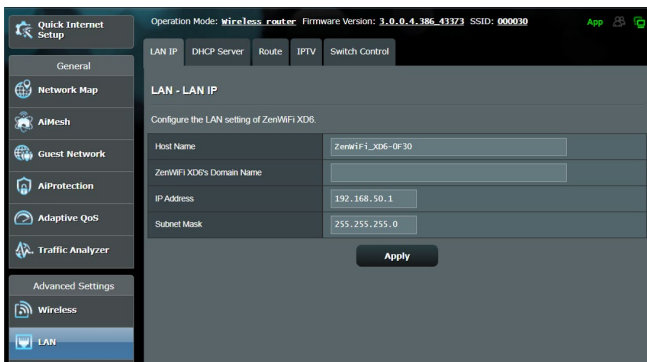 Quick Internet
Setup
Operation Mode: Wireless router Firmware Version: 3.0.0.4.386_43373 SSID: 000030
App
General
Network Map
AiMesh
Guest Network
AiProtection
Adaptive QoS
Traffic Analyzer
Advanced Settings
Wireless
LAN
LAN IP DHCP Server Route IPTV Switch Control
LAN - LAN IP
Configure the LAN setting of ZenWiFi XD6.
Host Name ZenWiFi_XD6-0F30
ZenWiFi XD6's Domain Name
IP Address 192.168.50.1
Subnet Mask 255.255.255.0
Apply